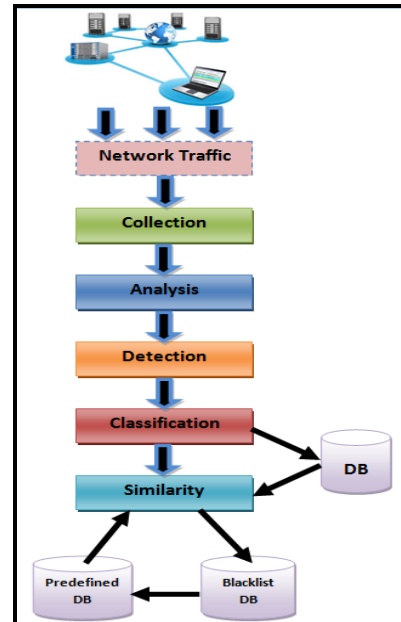 Network Traffic
Collection
Analysis
Detection
Classification
DB
Similarity
Predefined
DB
Blacklist
DB